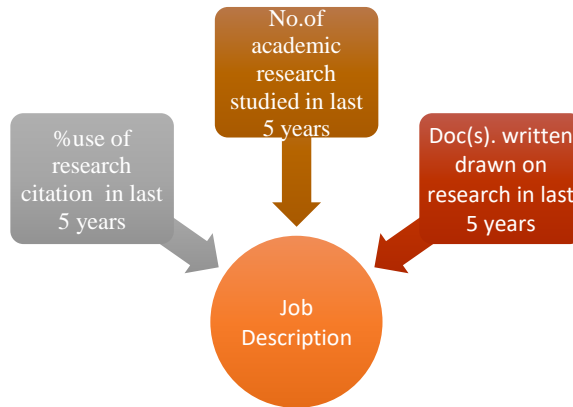 %use of
research
citation in last
5 years
No.of
academic
research
studied in last
5 years
Doc(s). written
drawn on
research in last
5 years
Job
Description